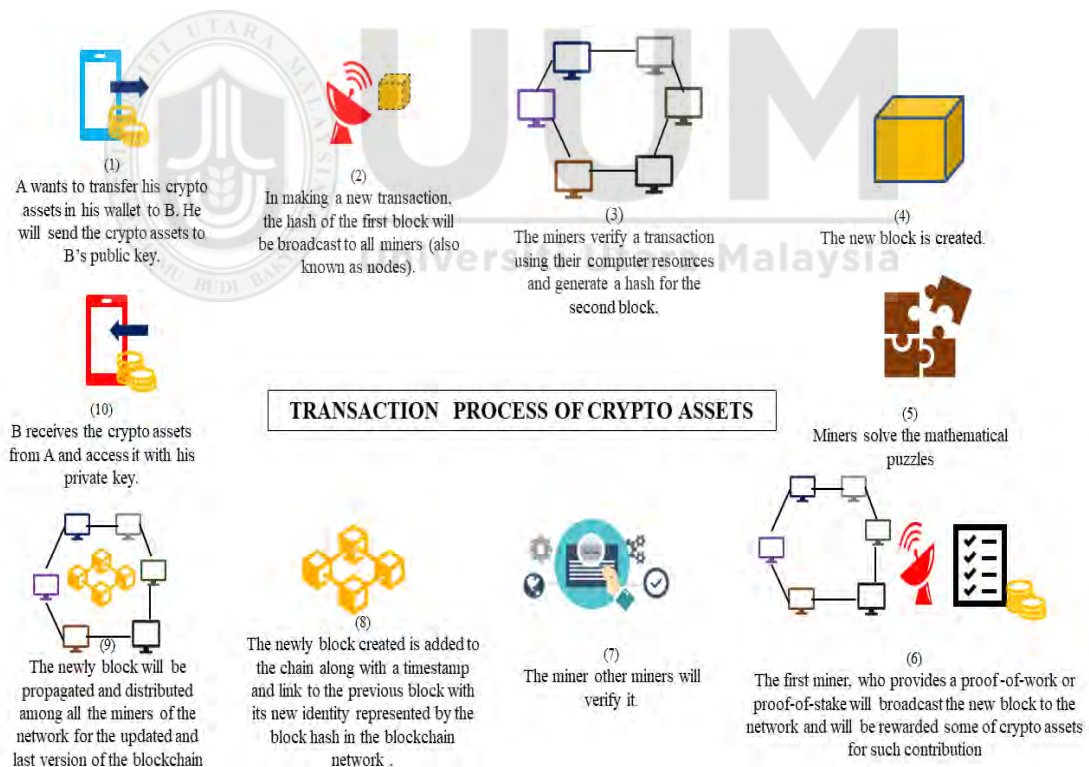 UNIVERSITI UTARA MALAYSIA
UUM
Universiti Utara Malaysia
BUDI BAKTI
(1)
A wants to transfer his crypto
assets in his wallet to B. He
will send the crypto assets to
B's public key.
(2)
In making a new transaction,
the hash of the first block will
be broadcast to all miners (also
known as nodes).
(3)
The miners verify a transaction
using their computer resources
and generate a hash for the
second block.
(4)
The new block is created.
(10)
B receives the crypto assets
from A and access it with his
private key.
TRANSACTION PROCESS OF CRYPTO ASSETS
(5)
Miners solve the mathematical
puzzles
(9)
The newly block will be
propagated and distributed
among all the miners of the
network for the updated and
last version of the blockchain
(8)
The newly block created is added to
the chain along with a timestamp
and link to the previous block with
its new identity represented by the
block hash in the blockchain
network .
(7)
The miner other miners will
verify it.
(6)
The first miner, who provides a proof-of-work or
proof-of-stake will broadcast the new block to the
network and will be rewarded some of crypto assets
for such contribution